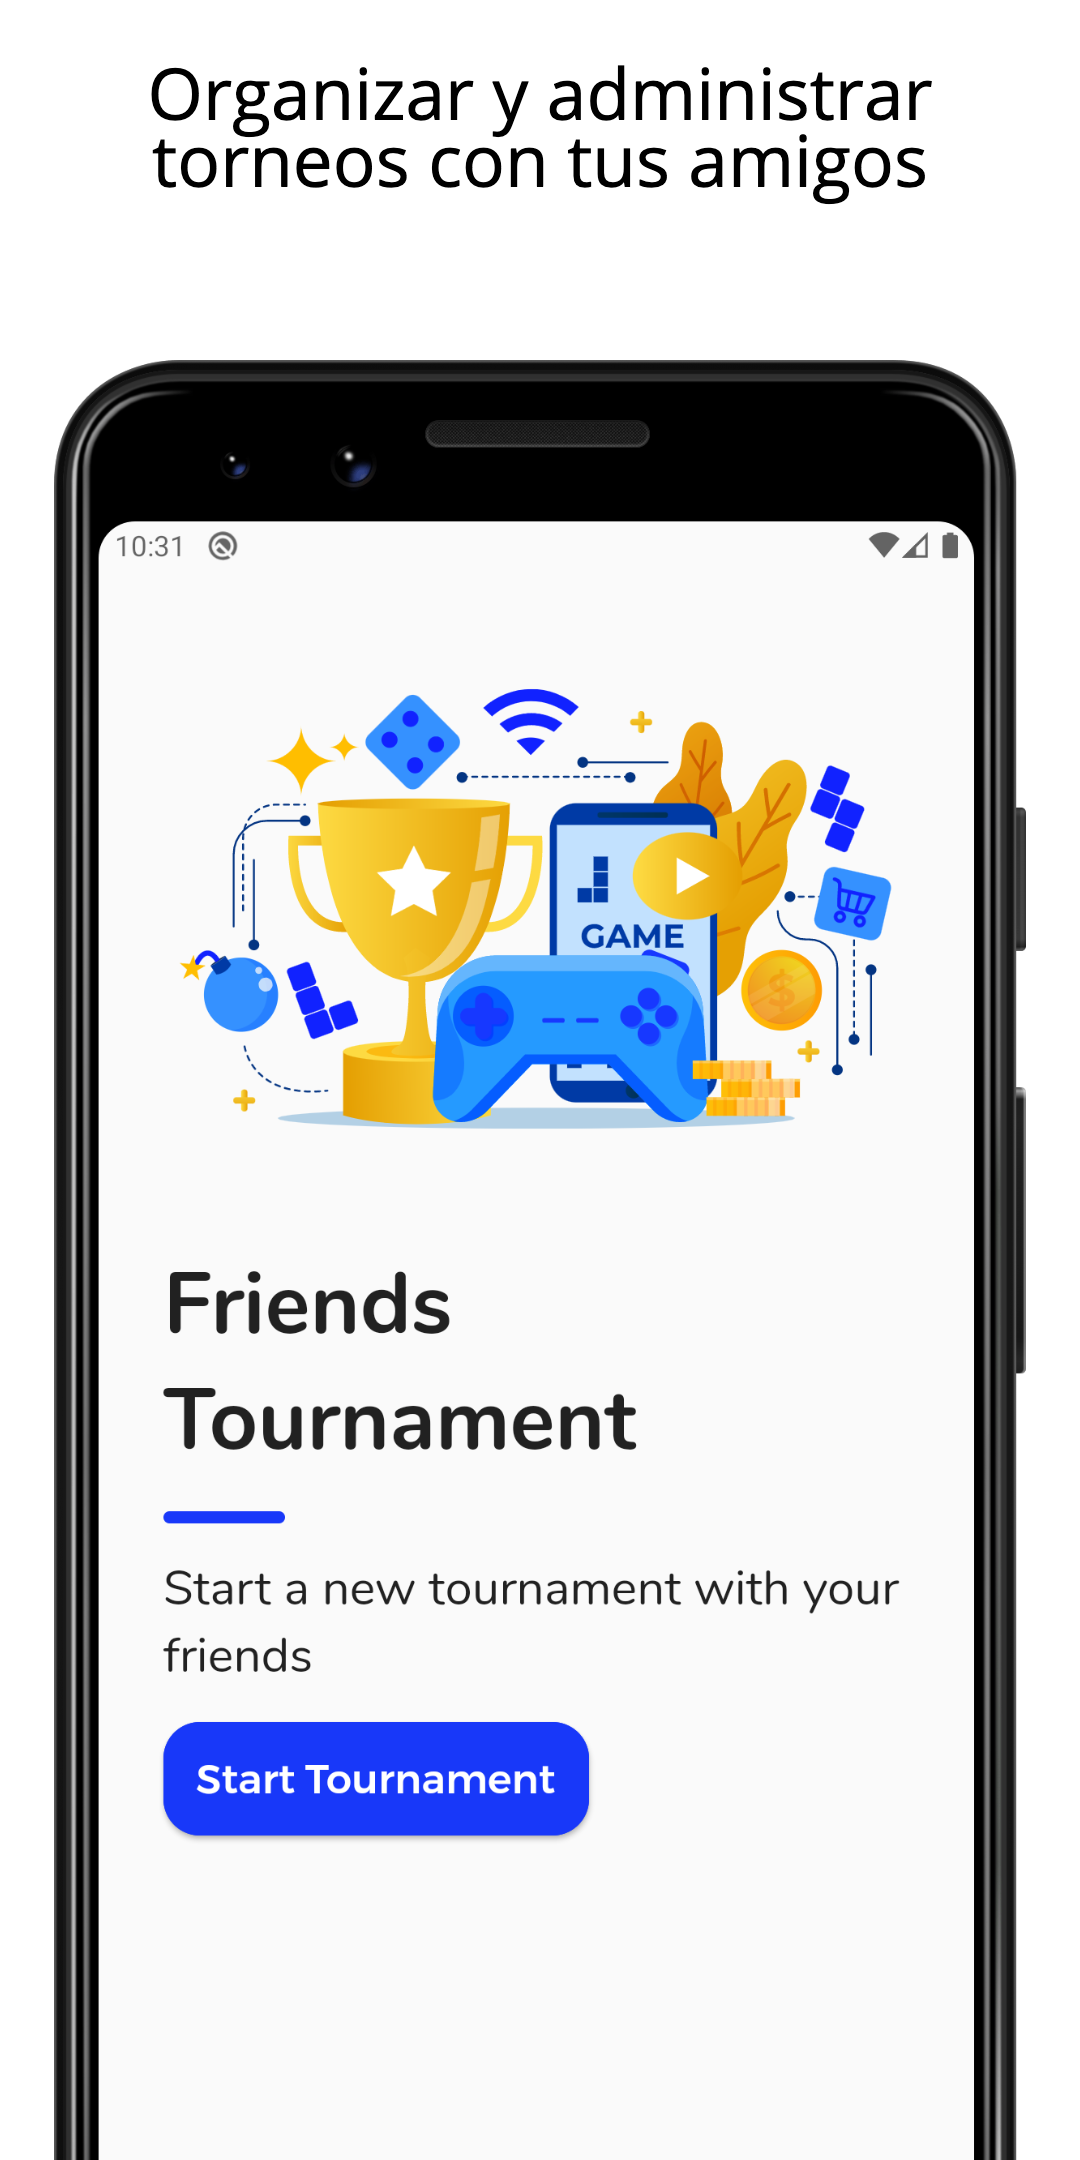 Organizar y administrar
torneos con tus amigos
10:31
GAME
$
Friends
Tournament
Start a new tournament with your
friends
Start Tournament